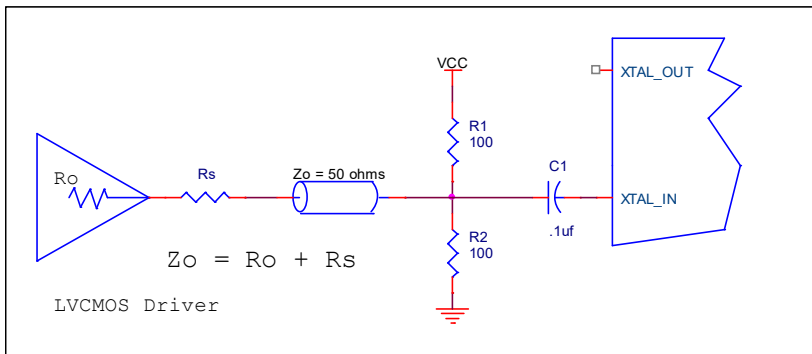 VCC
XTAL_OUT
R1
100
Ro
Rs
Zo = 50 ohms
C1
XTAL_IN
.1uf
R2
100
Zo = Ro + Rs
LVCMOS Driver